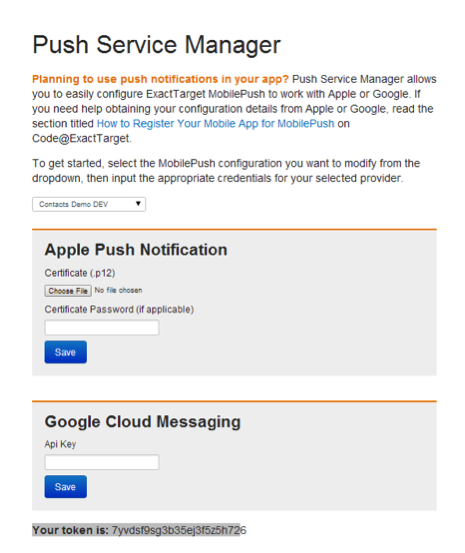 Push Service Manager
Planning to use push notifications in your app? Push Service Manager allows
you to easily configure ExactTarget MobilePush to work with Apple or Google. If
you need help obtaining your configuration details from Apple or Google, read the
section titled How to Register Your Mobile App for MobilePush on
Code@ExactTarget.
To get started, select the MobilePush configuration you want to modify from the
dropdown, then input the appropriate credentials for your selected provider.
Contacts Demo DEV
Apple Push Notification
Certificate (.p12)
Choose File No file chosen
Certificate Password (if applicable)
Save
Google Cloud Messaging
Api Key
Save
Your token is: 7yvdsf9sg3b35ej3f5z5h726